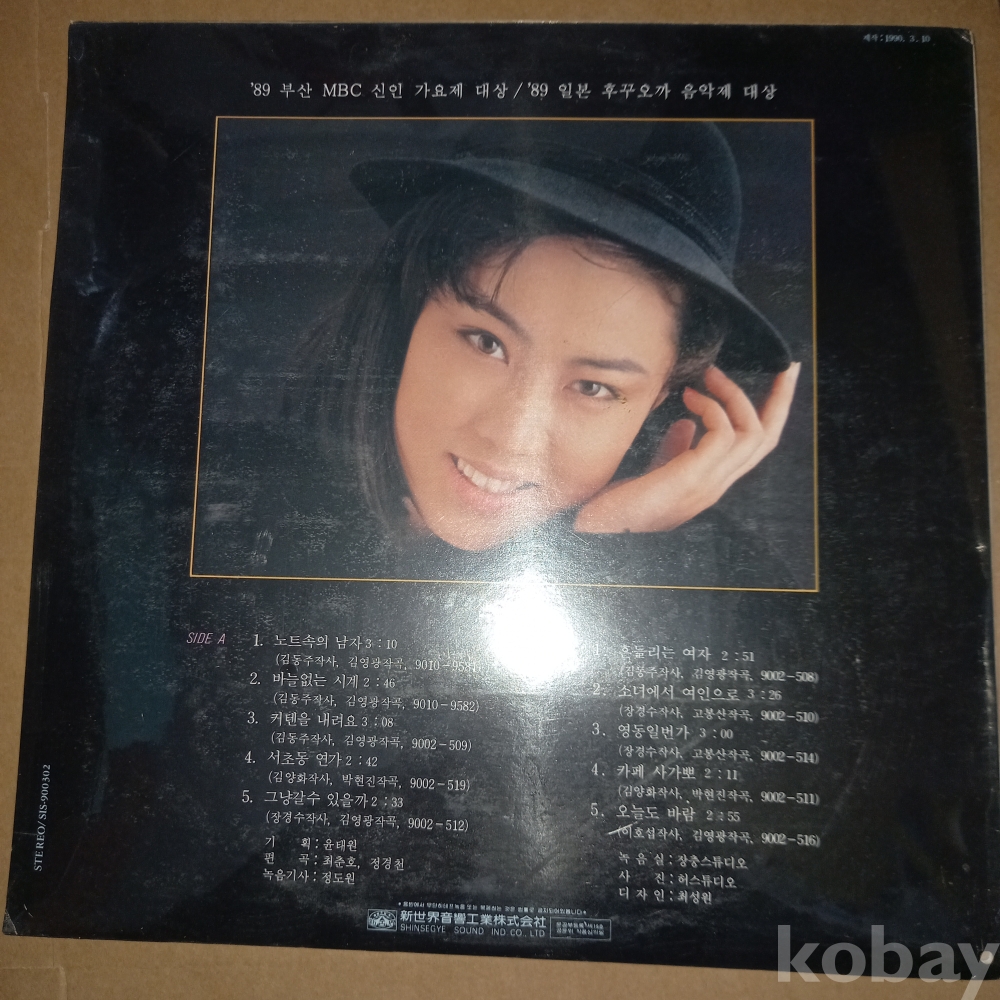 제작 : 1990. 3. 10
'89 부산 MBC 신인 가요제 대상 / '89 일본 후꾸오까 음악제 대상
SIDE A
1. 노트속의 남자 3 : 10
(김동주작사, 김영광작곡, 9010-9581)
2. 바늘없는 시계 2 : 46
(김동주작사, 김영광작곡, 9010-9582)
3. 커텐을 내려요 3 : 08
(김동주작사, 김영광작곡, 9002-509)
4. 서초동 연가 2 : 42
(김양화작사, 박현진작곡, 9002-519)
5. 그냥갈수 있을까 2 : 33
(장경수작사, 김영광작곡, 9002-512)
기 획 : 윤태원
편 곡 : 최춘호, 정경천
녹음기사 : 정도원
흔들리는 여자 2 : 51
(김동주작사, 김영광작곡, 9002-508)
2. 소녀에서 여인으로 3 : 26
(장경수작사, 고봉산작곡, 9002-510)
3. 영동일번가 3 : 00
(장경수작사, 고봉산작곡, 9002-514)
4. 카페 사가뽀 2 : 11
(김양화작사, 박현진작곡, 9002-511)
5. 오늘도 바람 2 : 55
(이호섭작사, 김영광작곡, 9002-516)
녹 음 실 : 장충스튜디오
사 진 : 허스튜디오
디 자 인 : 최성원
STEREO/SIS-900302
新世界音響工業株式会社
SHINSEGYE SOUND IND CO., LTD
kobay